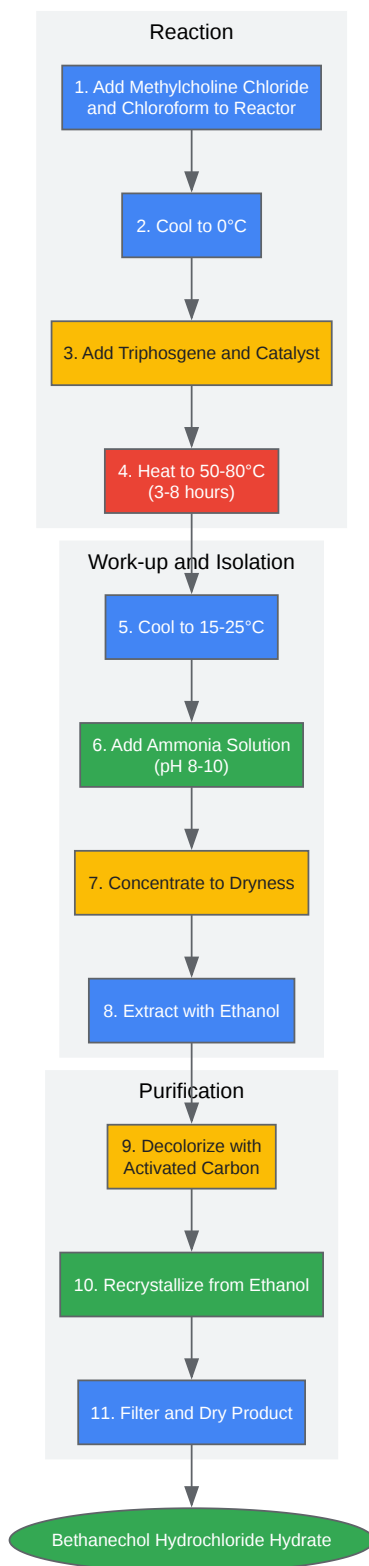 Reaction
1. Add Methylcholine Chloride
and Chloroform to Reactor
2. Cool to 0°C
3. Add Triphosgene and Catalyst
4. Heat to 50-80°C
(3-8 hours)
Work-up and Isolation
5. Cool to 15-25°C
6. Add Ammonia Solution
(pH 8-10)
7. Concentrate to Dryness
8. Extract with Ethanol
Purification
9. Decolorize with
Activated Carbon
10. Recrystallize from Ethanol
11. Filter and Dry Product
Bethanechol Hydrochloride Hydrate